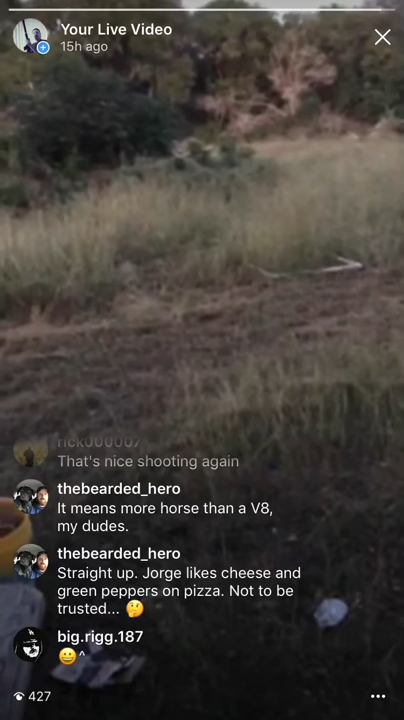 Your Live Video
15h ago
rick000007
That's nice shooting again
thebearded_hero
It means more horse than a V8,
my dudes.
thebearded_hero
Straight up. Jorge likes cheese and
green peppers on pizza. Not to be
trusted... 🤔
big.rigg.187
😀^
427